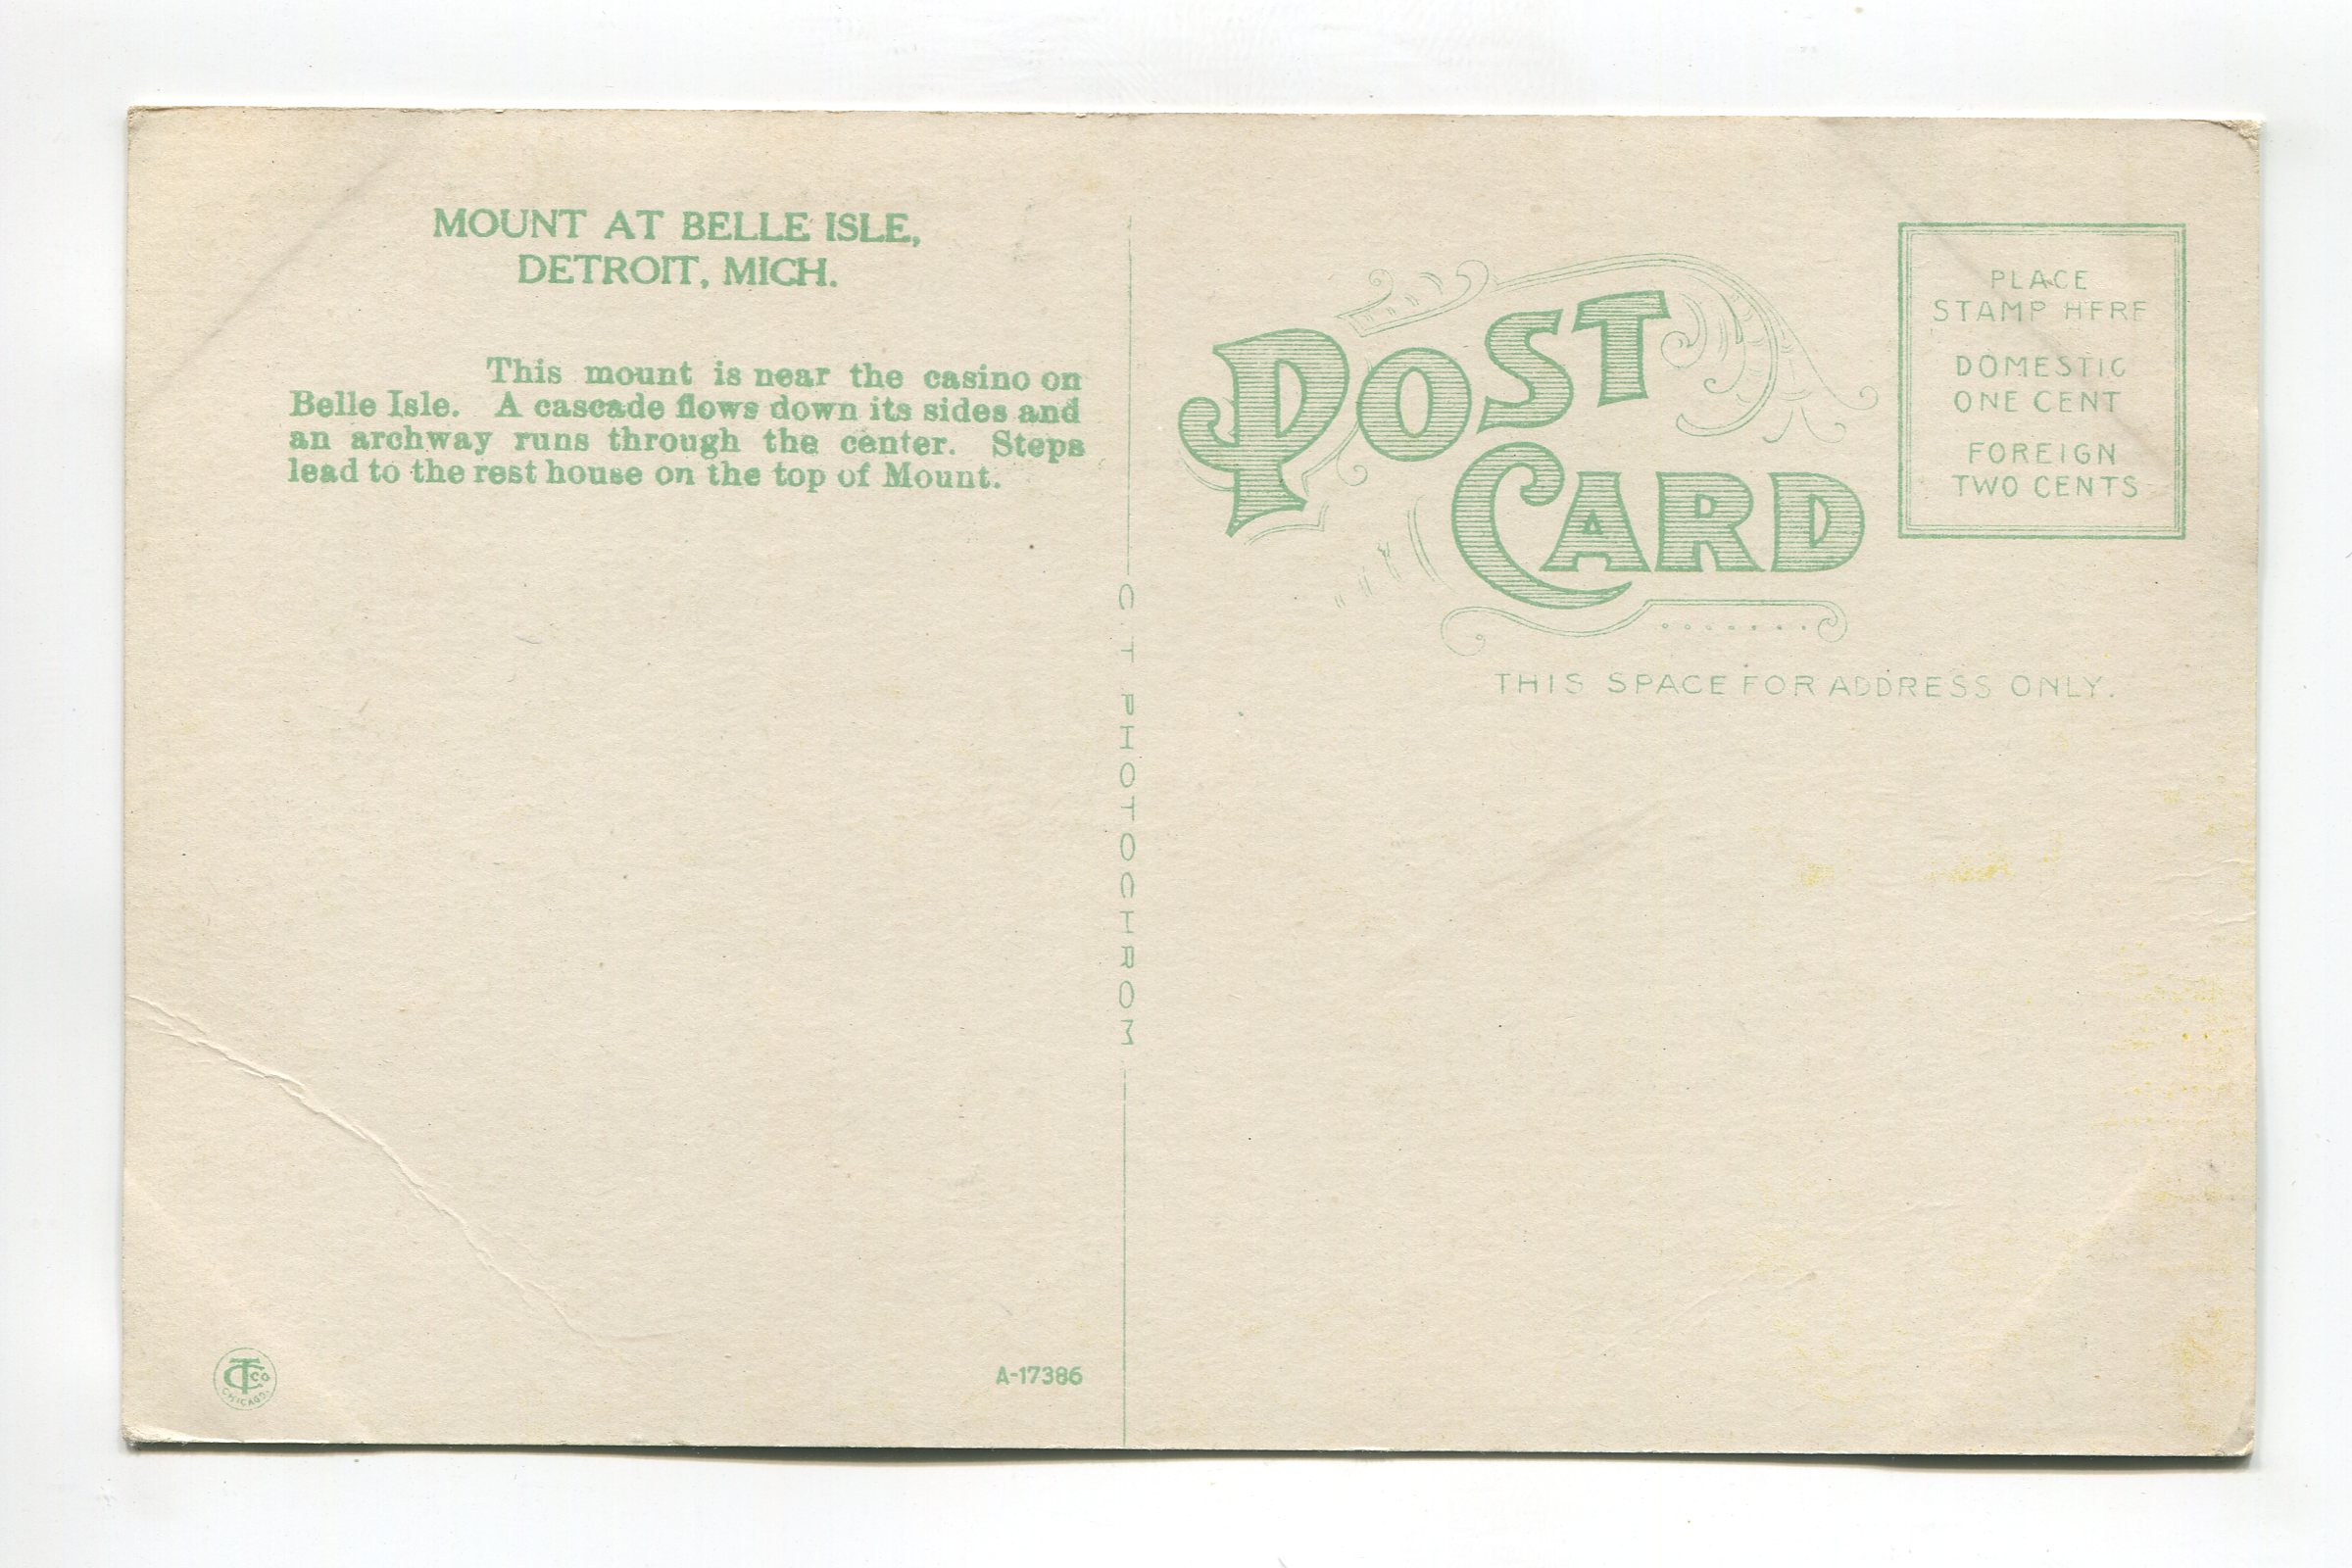 MOUNT AT BELLE ISLE,
DETROIT, MICH.
This mount is near the casino on
Belle Isle. A cascade flows down its sides and
an archway runs through the center. Steps
lead to the rest house on the top of Mount.
C T PHOTOCHROM
POST
CARD
PLACE
STAMP HERE
DOMESTIC
ONE CENT
FOREIGN
TWO CENTS
THIS SPACE FOR ADDRESS ONLY.
CTCo
CHICAGO.
A-17386